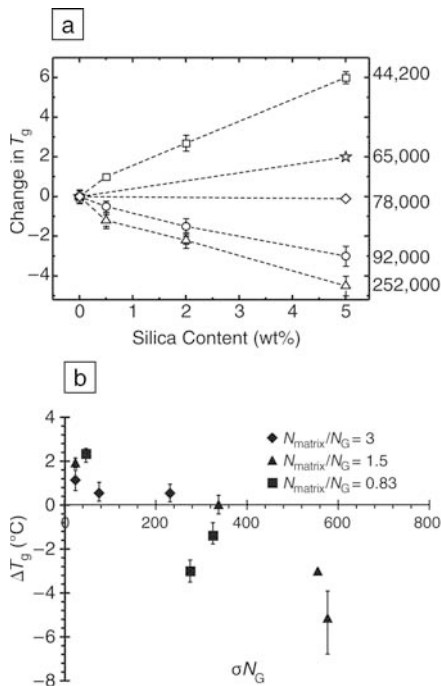 a
6
4
2
0
−2
−4
Change in Tg
44,200
65,000
78,000
92,000
252,000
0 1 2 3 4 5
Silica Content (wt%)
b
4
2
0
−2
−4
−6
−8
ΔTg (°C)
Nmatrix/NG = 3
Nmatrix/NG = 1.5
Nmatrix/NG = 0.83
0 200 400 600 800
σNG